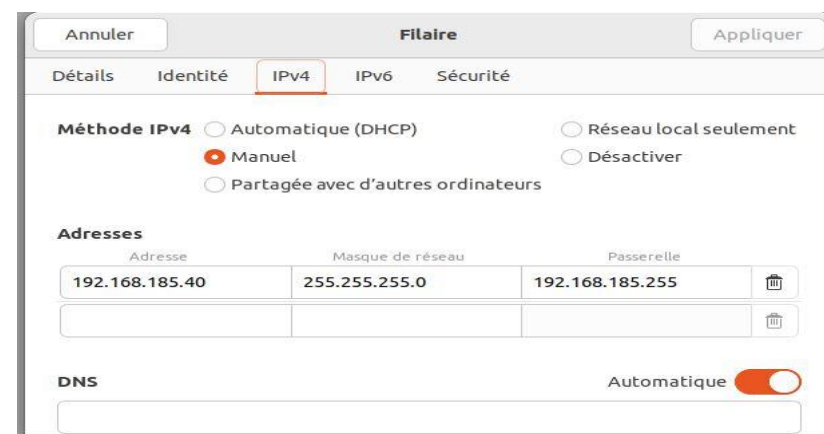 Annuler Filaire Appliquer
Détails Identité IPv4 IPv6 Sécurité
Méthode IPv4 Automatique (DHCP) Réseau local seulement
Manuel Désactiver
Partagée avec d'autres ordinateurs
Adresses
Adresse Masque de réseau Passerelle
192.168.185.40 255.255.255.0 192.168.185.255
DNS Automatique